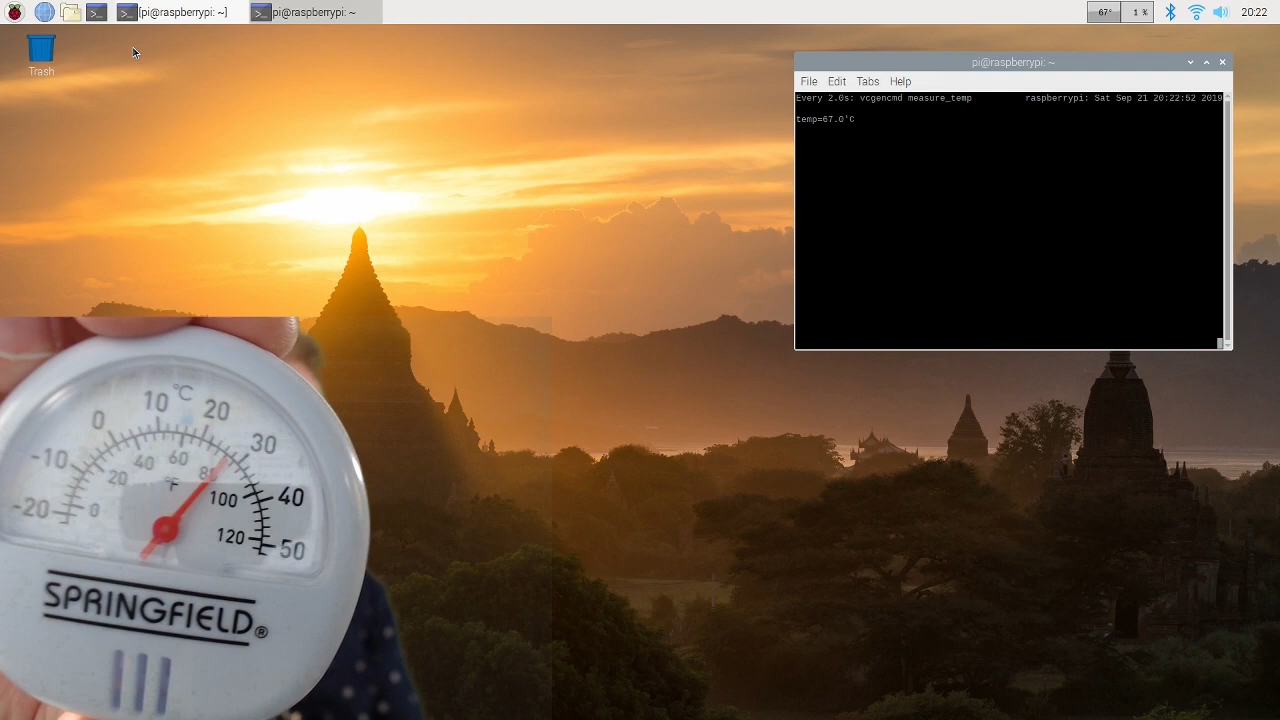 [pi@raspberrypi: ~]
pi@raspberrypi: ~
67°
1 %
20:22
Trash
pi@raspberrypi: ~
File Edit Tabs Help
Every 2.0s: vcgencmd measure_temp raspberrypi: Sat Sep 21 20:22:52 2019
temp=67.0'C
°C
-20 -10 0 10 20 30 40 50
°F
0 20 40 60 80 100 120
SPRINGFIELD®